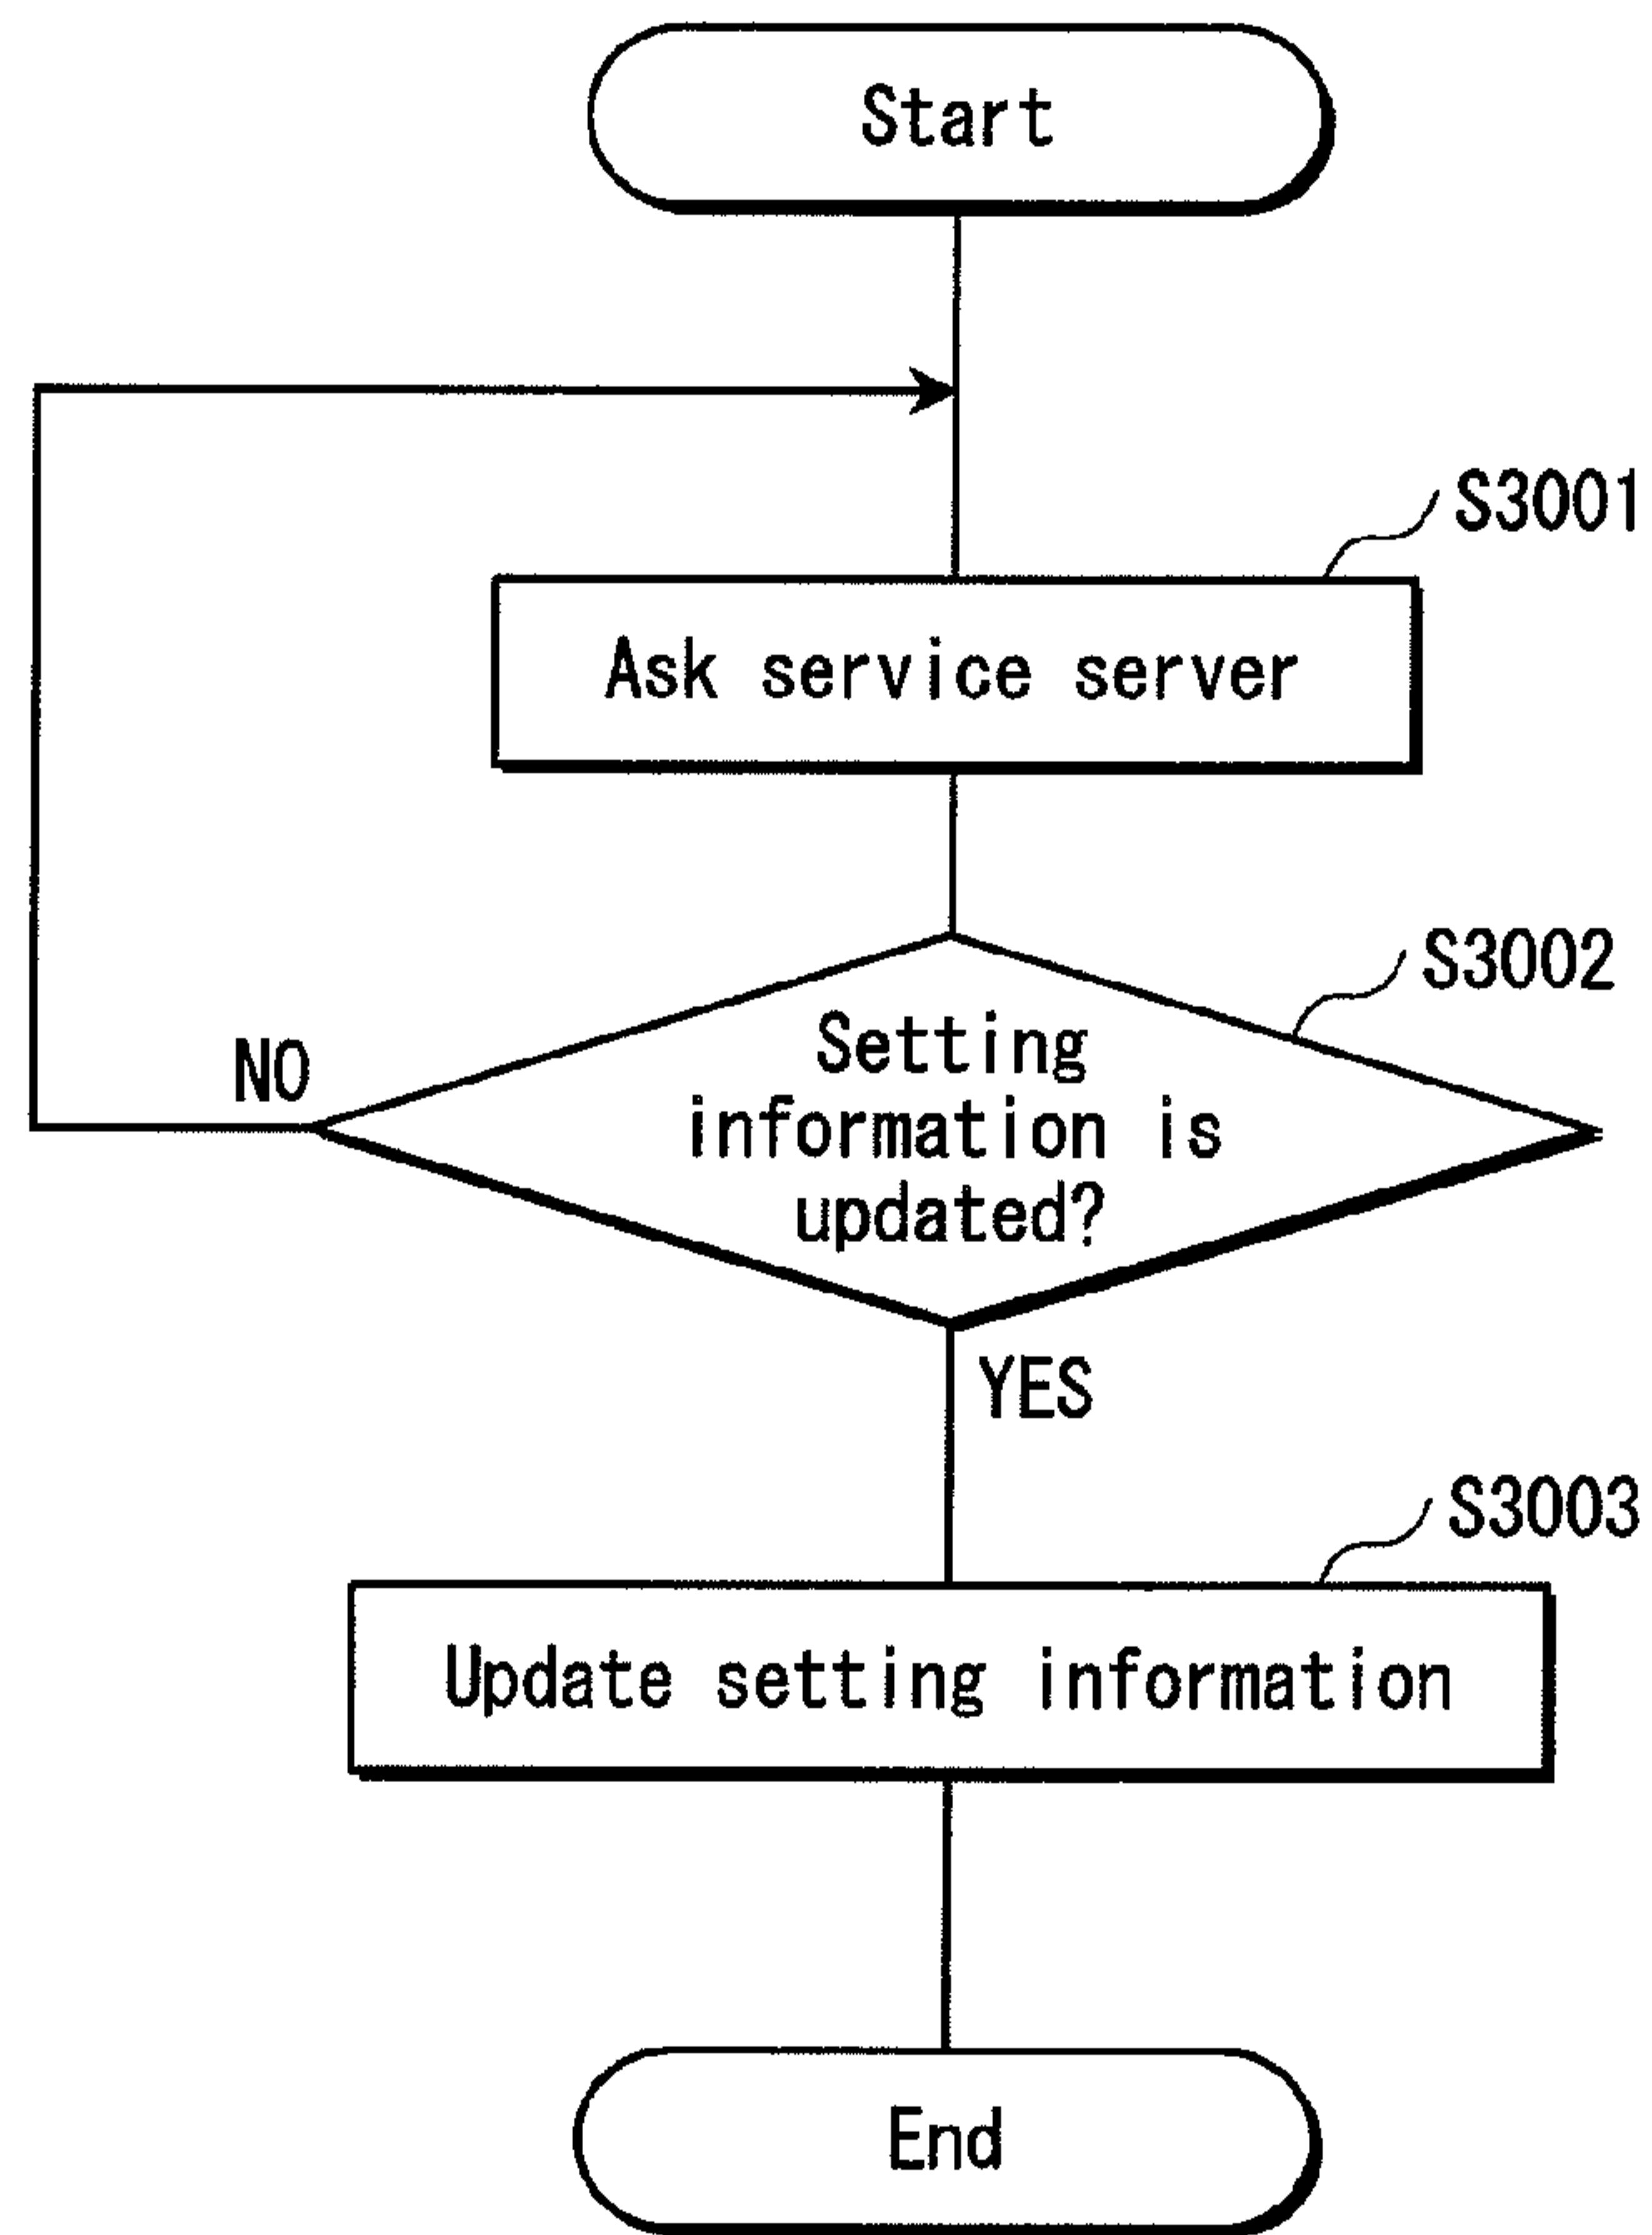 Start
S3001
Ask service server
S3002
Setting
information is
updated?
NO
YES
S3003
Update setting information
End